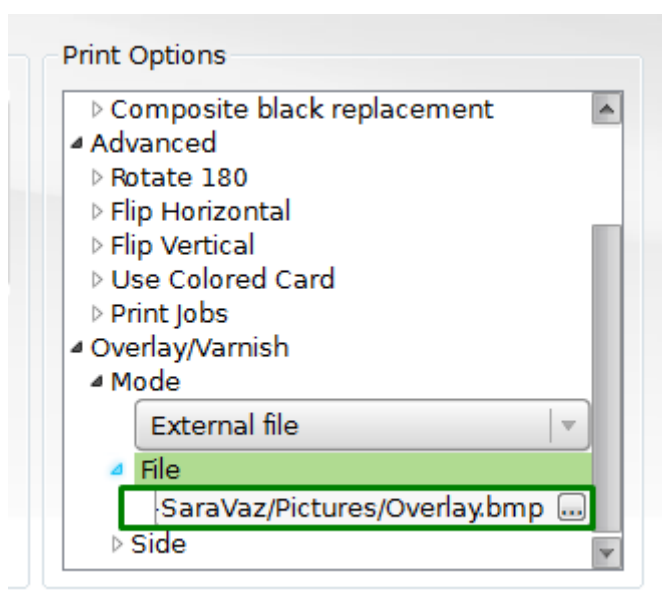 Print Options
Composite black replacement
Advanced
Rotate 180
Flip Horizontal
Flip Vertical
Use Colored Card
Print Jobs
Overlay/Varnish
Mode
External file
File
-SaraVaz/Pictures/Overlay.bmp ...
Side